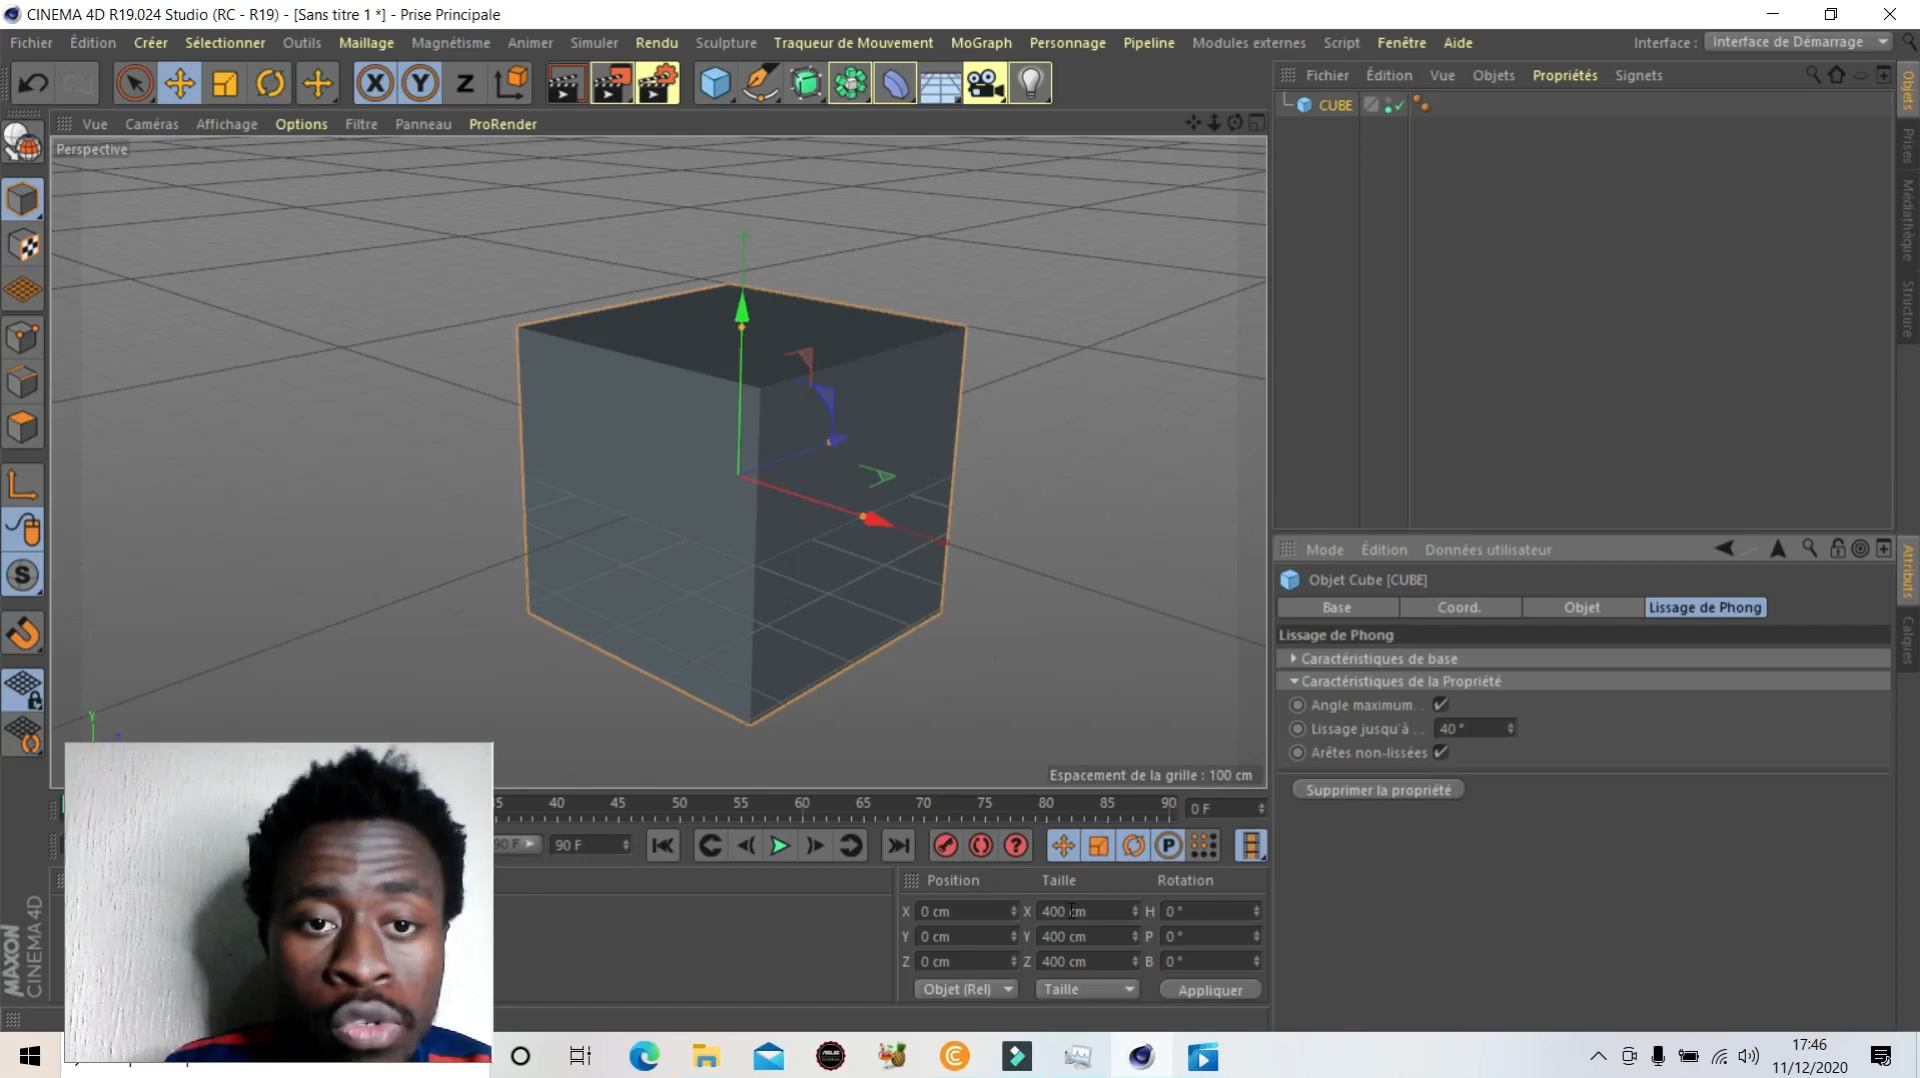 CINEMA 4D R19.024 Studio (RC - R19) - [Sans titre 1 *] - Prise Principale
Fichier Édition Créer Sélectionner Outils Maillage Magnétisme Animer Simuler Rendu Sculpture Traqueur de Mouvement MoGraph Personnage Pipeline Modules externes Script Fenêtre Aide Interface : Interface de Démarrage
X Y Z
Fichier Édition Vue Objets Propriétés Signets
CUBE
Vue Caméras Affichage Options Filtre Panneau ProRender
Perspective
Objets
Prises
Médiathèque
Structure
Y
Espacement de la grille : 100 cm
Mode Édition Données utilisateur
Objet Cube [CUBE]
Base Coord. Objet Lissage de Phong
Lissage de Phong
Caractéristiques de base
Caractéristiques de la Propriété
Angle maximum. .
Lissage jusqu'à . . 40 °
Arêtes non-lissées
Supprimer la propriété
Attributs
Calques
40 45 50 55 60 65 70 75 80 85 90 0 F
90 F 90 F
P
Position Taille Rotation
X 0 cm X 400 cm H 0 °
Y 0 cm Y 400 cm P 0 °
Z 0 cm Z 400 cm B 0 °
Objet (Rel) Taille Appliquer
MAXON
CINEMA 4D
17:46
11/12/2020